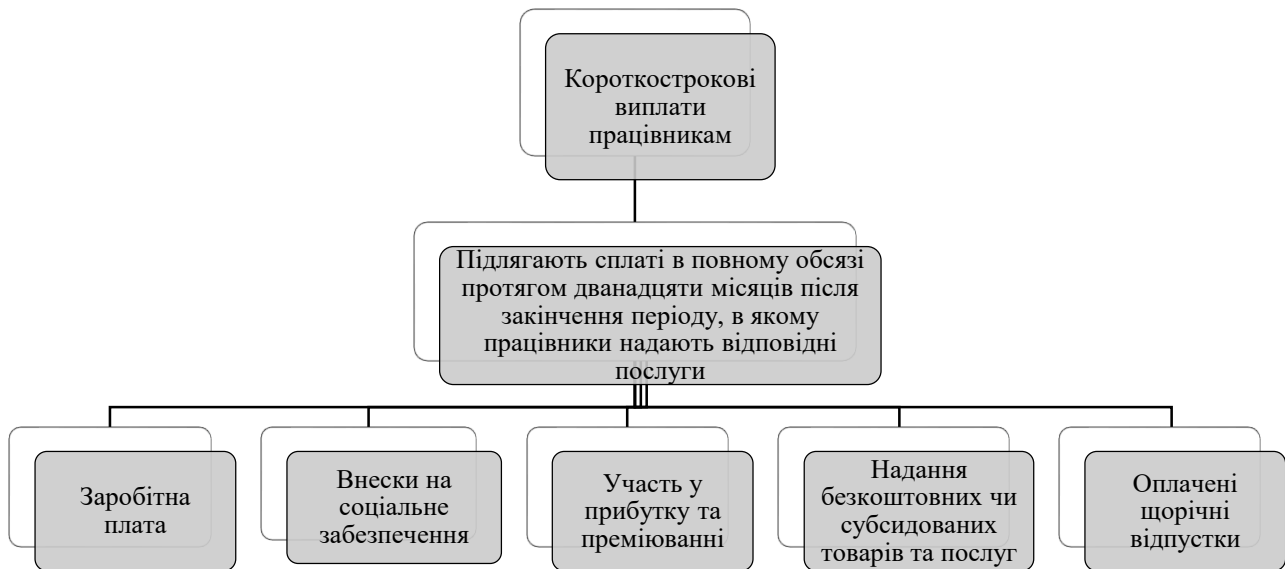 Короткострокові
виплати
працівникам
Підлягають сплаті в повному обсязі
протягом дванадцяти місяців після
закінчення періоду, в якому
працівники надають відповідні
послуги
Заробітна
плата
Внески на
соціальне
забезпечення
Участь у
прибутку та
преміюванні
Надання
безкоштовних чи
субсидованих
товарів та послуг
Оплачені
щорічні
відпустки